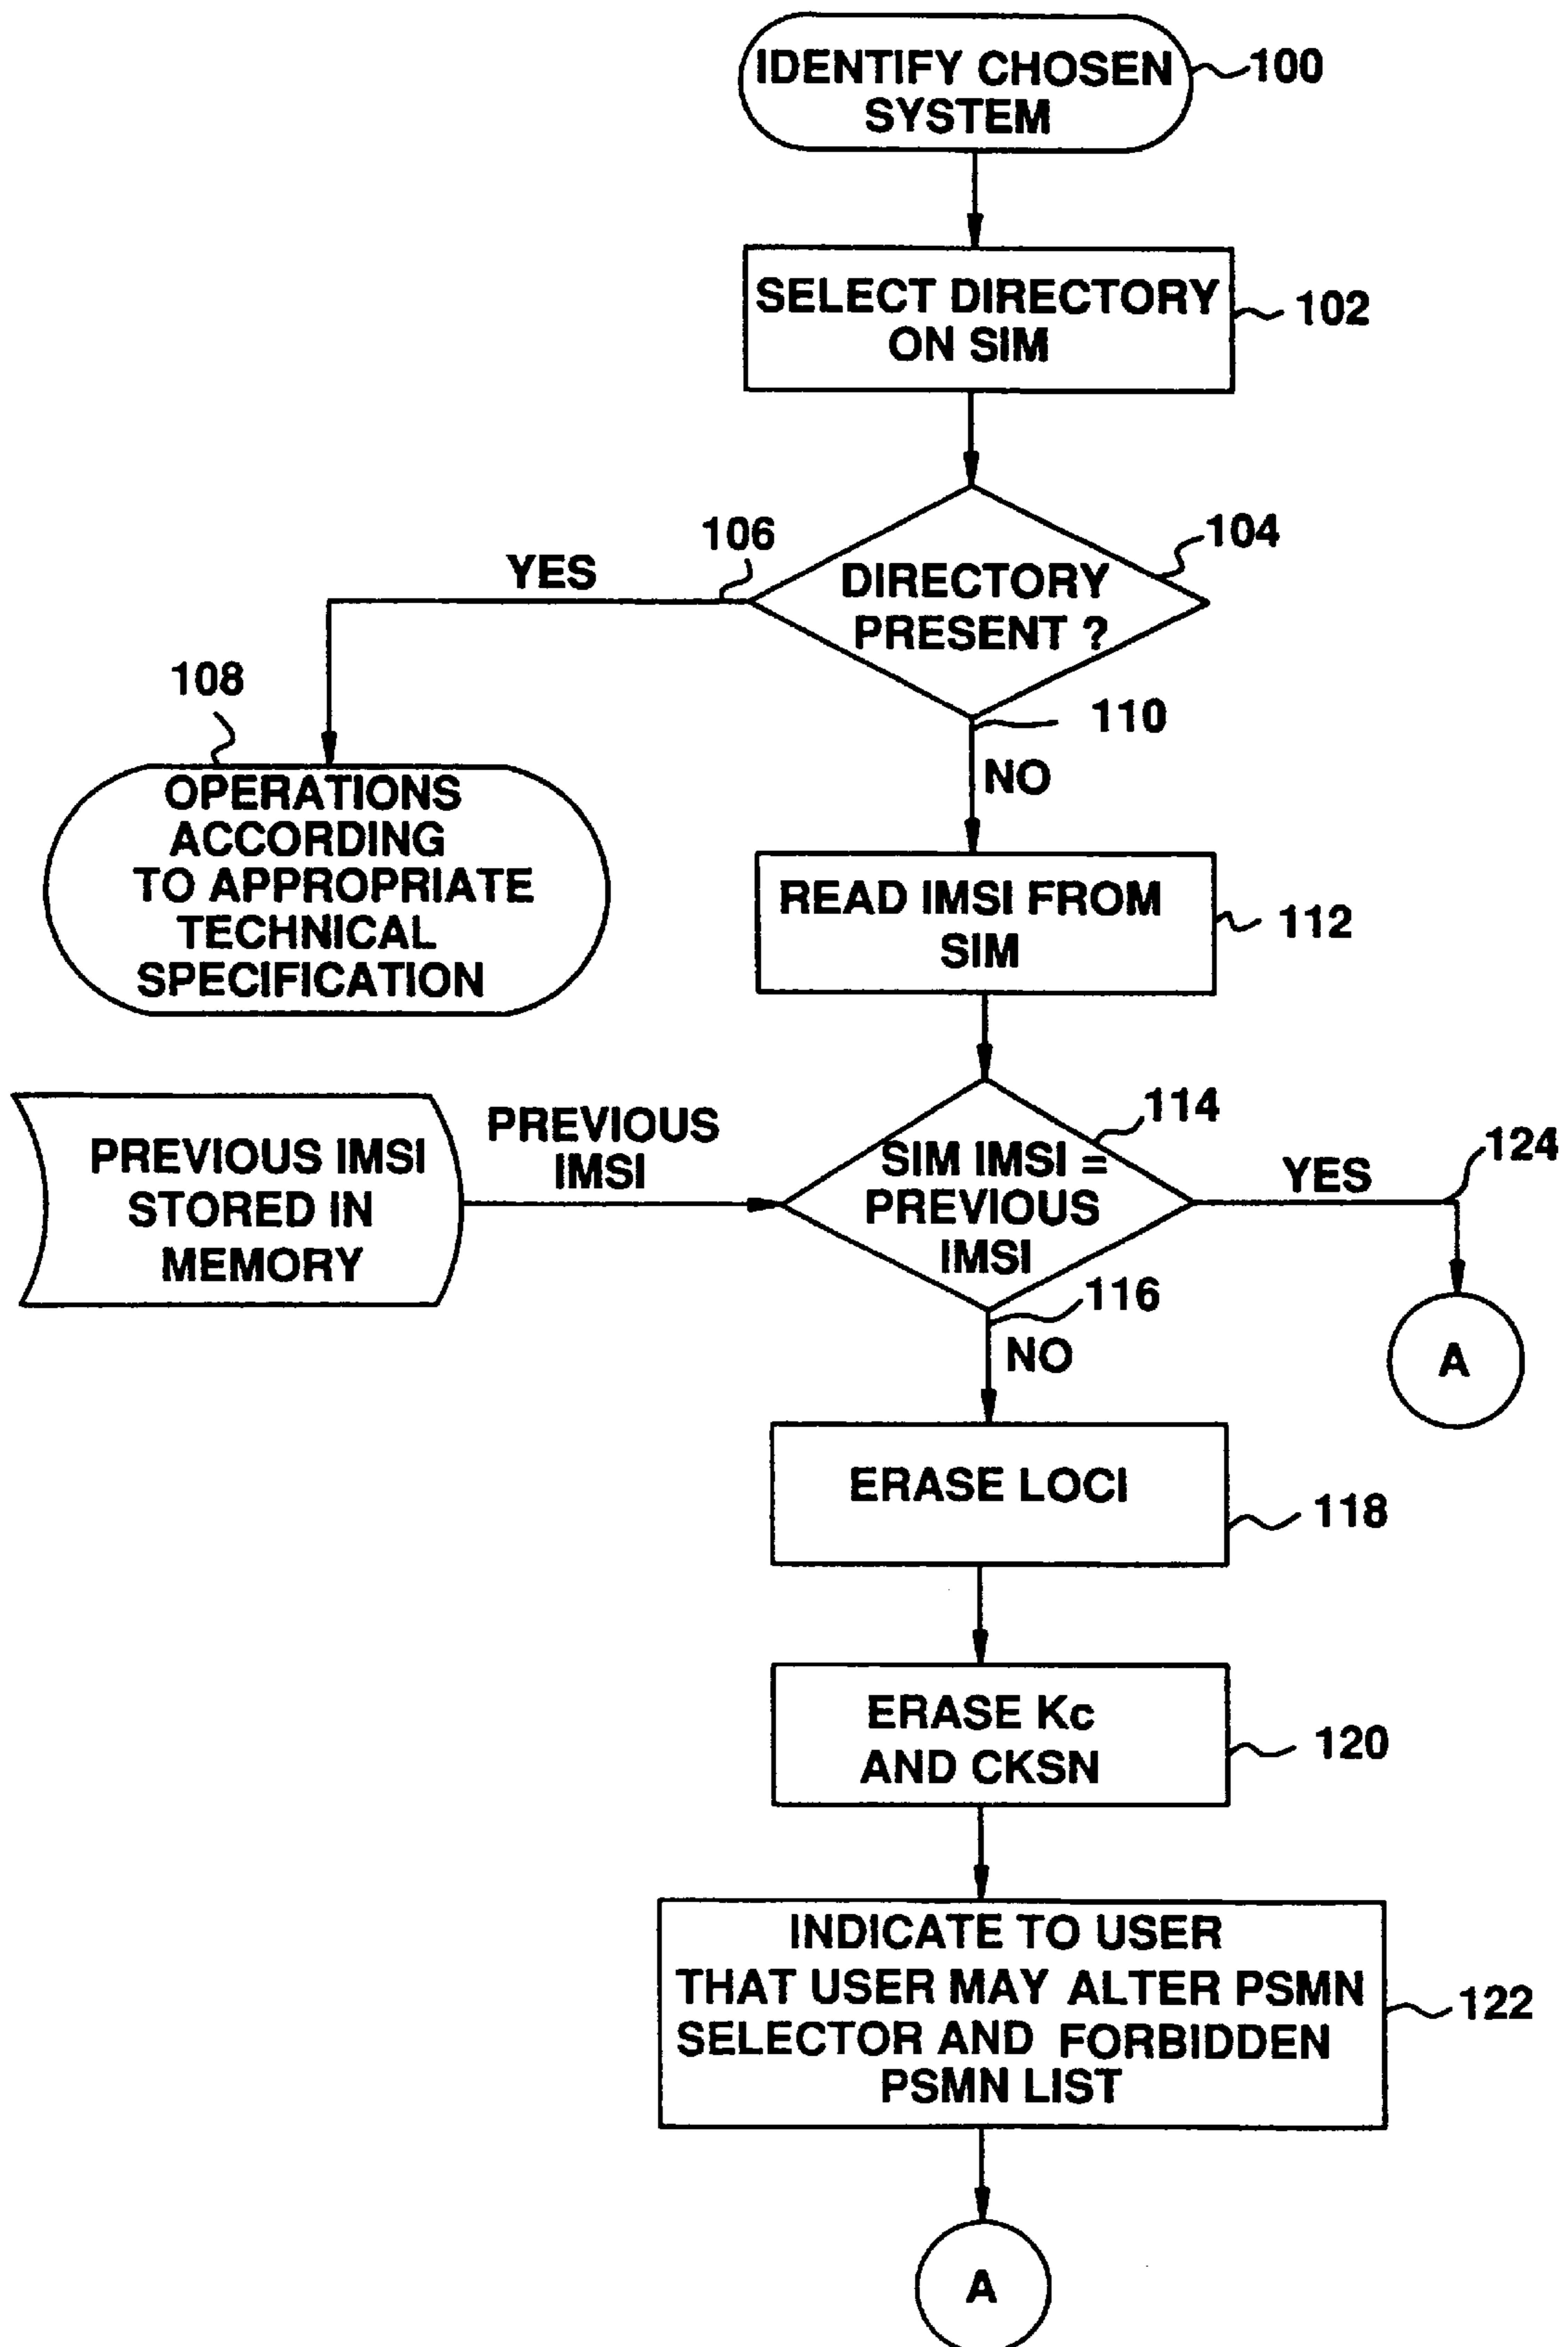 IDENTIFY CHOSEN
SYSTEM
100
SELECT DIRECTORY
ON SIM
102
104
106
YES
DIRECTORY
PRESENT ?
108
110
NO
OPERATIONS
ACCORDING
TO APPROPRIATE
TECHNICAL
SPECIFICATION
READ IMSI FROM
SIM
112
PREVIOUS IMSI
STORED IN
MEMORY
PREVIOUS
IMSI
114
SIM IMSI =
PREVIOUS
IMSI
YES
124
A
116
NO
ERASE LOCI
118
ERASE Kc
AND CKSN
120
INDICATE TO USER
THAT USER MAY ALTER PSMN
SELECTOR AND FORBIDDEN
PSMN LIST
122
A